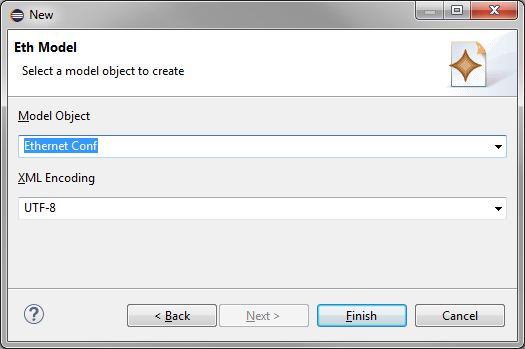 New
Eth Model
Select a model object to create
Model Object
Ethernet Conf
XML Encoding
UTF-8
? < Back Next > Finish Cancel